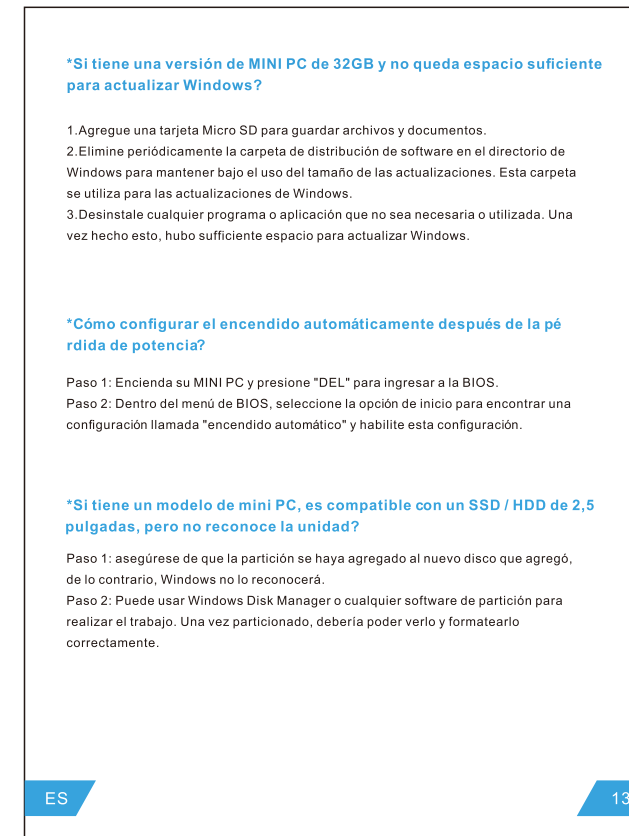 *Si tiene una versión de MINI PC de 32GB y no queda espacio suficiente
para actualizar Windows?
1.Agregue una tarjeta Micro SD para guardar archivos y documentos.
2.Elimine periódicamente la carpeta de distribución de software en el directorio de
Windows para mantener bajo el uso del tamaño de las actualizaciones. Esta carpeta
se utiliza para las actualizaciones de Windows.
3.Desinstale cualquier programa o aplicación que no sea necesaria o utilizada. Una
vez hecho esto, hubo sufficiente espacio para actualizar Windows.
*Cómo configurar el encendido automáticamente después de la pé
rdida de potencia?
Paso 1: Encienda su MINI PC y presione "DEL" para ingresar a la BIOS.
Paso 2: Dentro del menú de BIOS, seleccione la opción de inicio para encontrar una
configuración llamada "encendido automático" y habilite esta configuración.
*Si tiene un modelo de mini PC, es compatible con un SSD / HDD de 2,5
pulgadas, pero no reconoce la unidad?
Paso 1: asegúrese de que la partición se haya agregado al nuevo disco que agregó,
de lo contrario, Windows no lo reconocerá.
Paso 2: Puede usar Windows Disk Manager o cualquier software de partición para
realizar el trabajo. Una vez particionado, debería poder verlo y formatearlo
correctamente.
ES
13